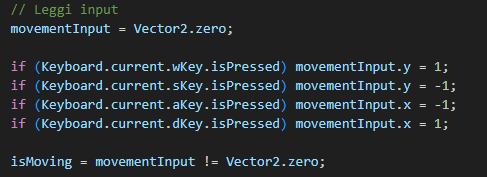 // Leggi input
movementInput = Vector2.zero;
if (Keyboard.current.wKey.isPressed) movementInput.y = 1;
if (Keyboard.current.sKey.isPressed) movementInput.y = -1;
if (Keyboard.current.aKey.isPressed) movementInput.x = -1;
if (Keyboard.current.dKey.isPressed) movementInput.x = 1;
isMoving = movementInput != Vector2.zero;